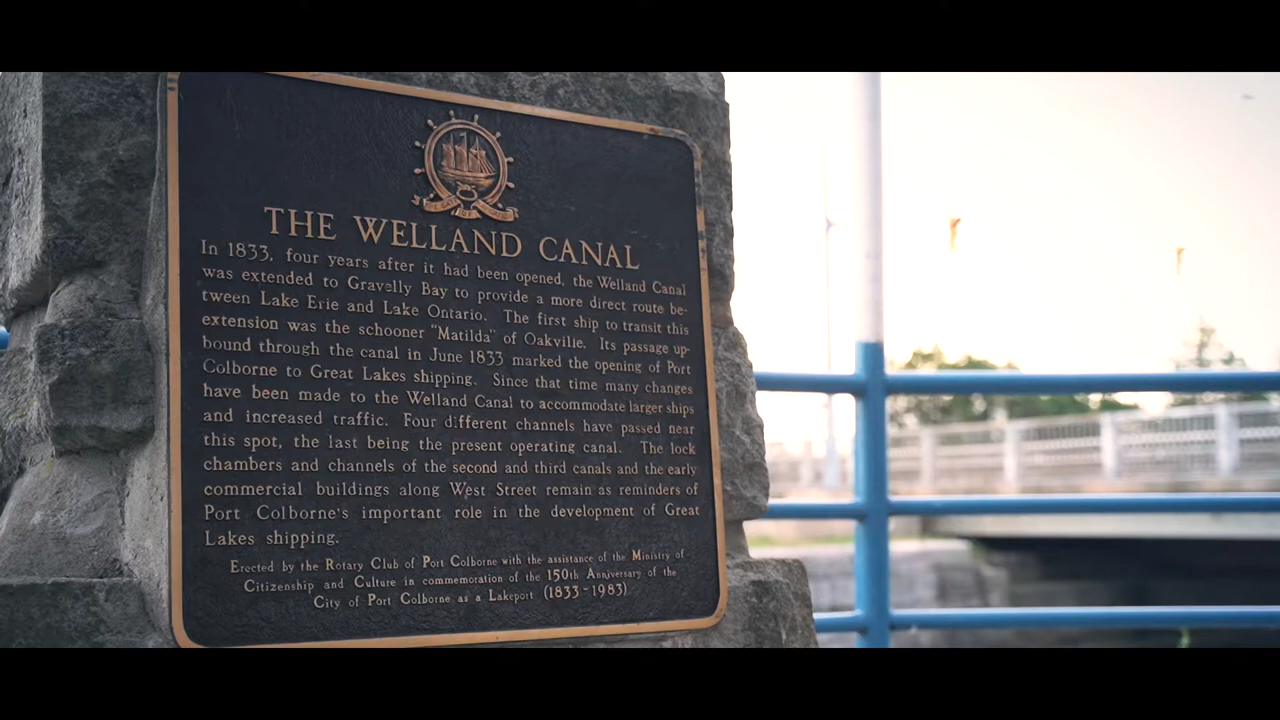 THE WELLAND CANAL
In 1833, four years after it had been opened, the Welland Canal
was extended to Gravelly Bay to provide a more direct route be-
tween Lake Erie and Lake Ontario. The first ship to transit this
extension was the schooner "Matilda" of Oakville. Its passage up-
bound through the canal in June 1833 marked the opening of Port
Colborne to Great Lakes shipping. Since that time many changes
have been made to the Welland Canal to accommodate larger ships
and increased traffic. Four different channels have passed near
this spot, the last being the present operating canal. The lock
chambers and channels of the second and third canals and the early
commercial buildings along West Street remain as reminders of
Port Colborne's important role in the development of Great
Lakes shipping.
Erected by the Rotary Club of Port Colborne with the assistance of the Ministry of
Citizenship and Culture in commemoration of the 150th Anniversary of the
City of Port Colborne as a Lakeport (1833-1983)